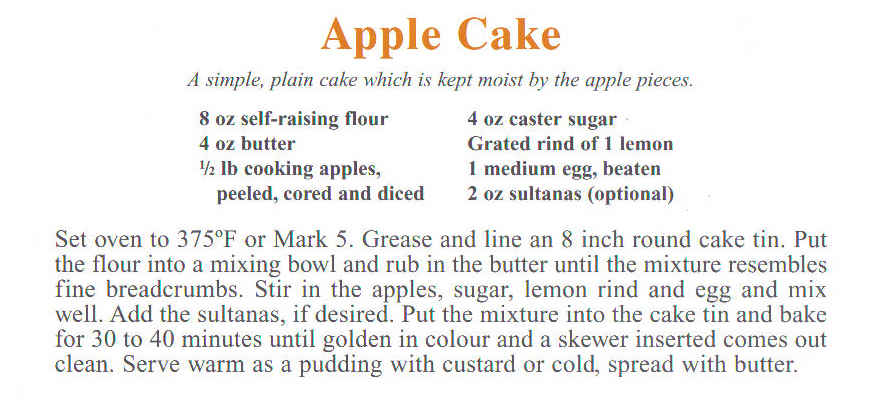 Apple Cake
A simple, plain cake which is kept moist by the apple pieces.
8 oz self-raising flour
4 oz butter
½ lb cooking apples,
peeled, cored and diced
4 oz caster sugar
Grated rind of 1 lemon
1 medium egg, beaten
2 oz sultanas (optional)
Set oven to 375ºF or Mark 5. Grease and line an 8 inch round cake tin. Put
the flour into a mixing bowl and rub in the butter until the mixture resembles
fine breadcrumbs. Stir in the apples, sugar, lemon rind and egg and mix
well. Add the sultanas, if desired. Put the mixture into the cake tin and bake
for 30 to 40 minutes until golden in colour and a skewer inserted comes out
clean. Serve warm as a pudding with custard or cold, spread with butter.